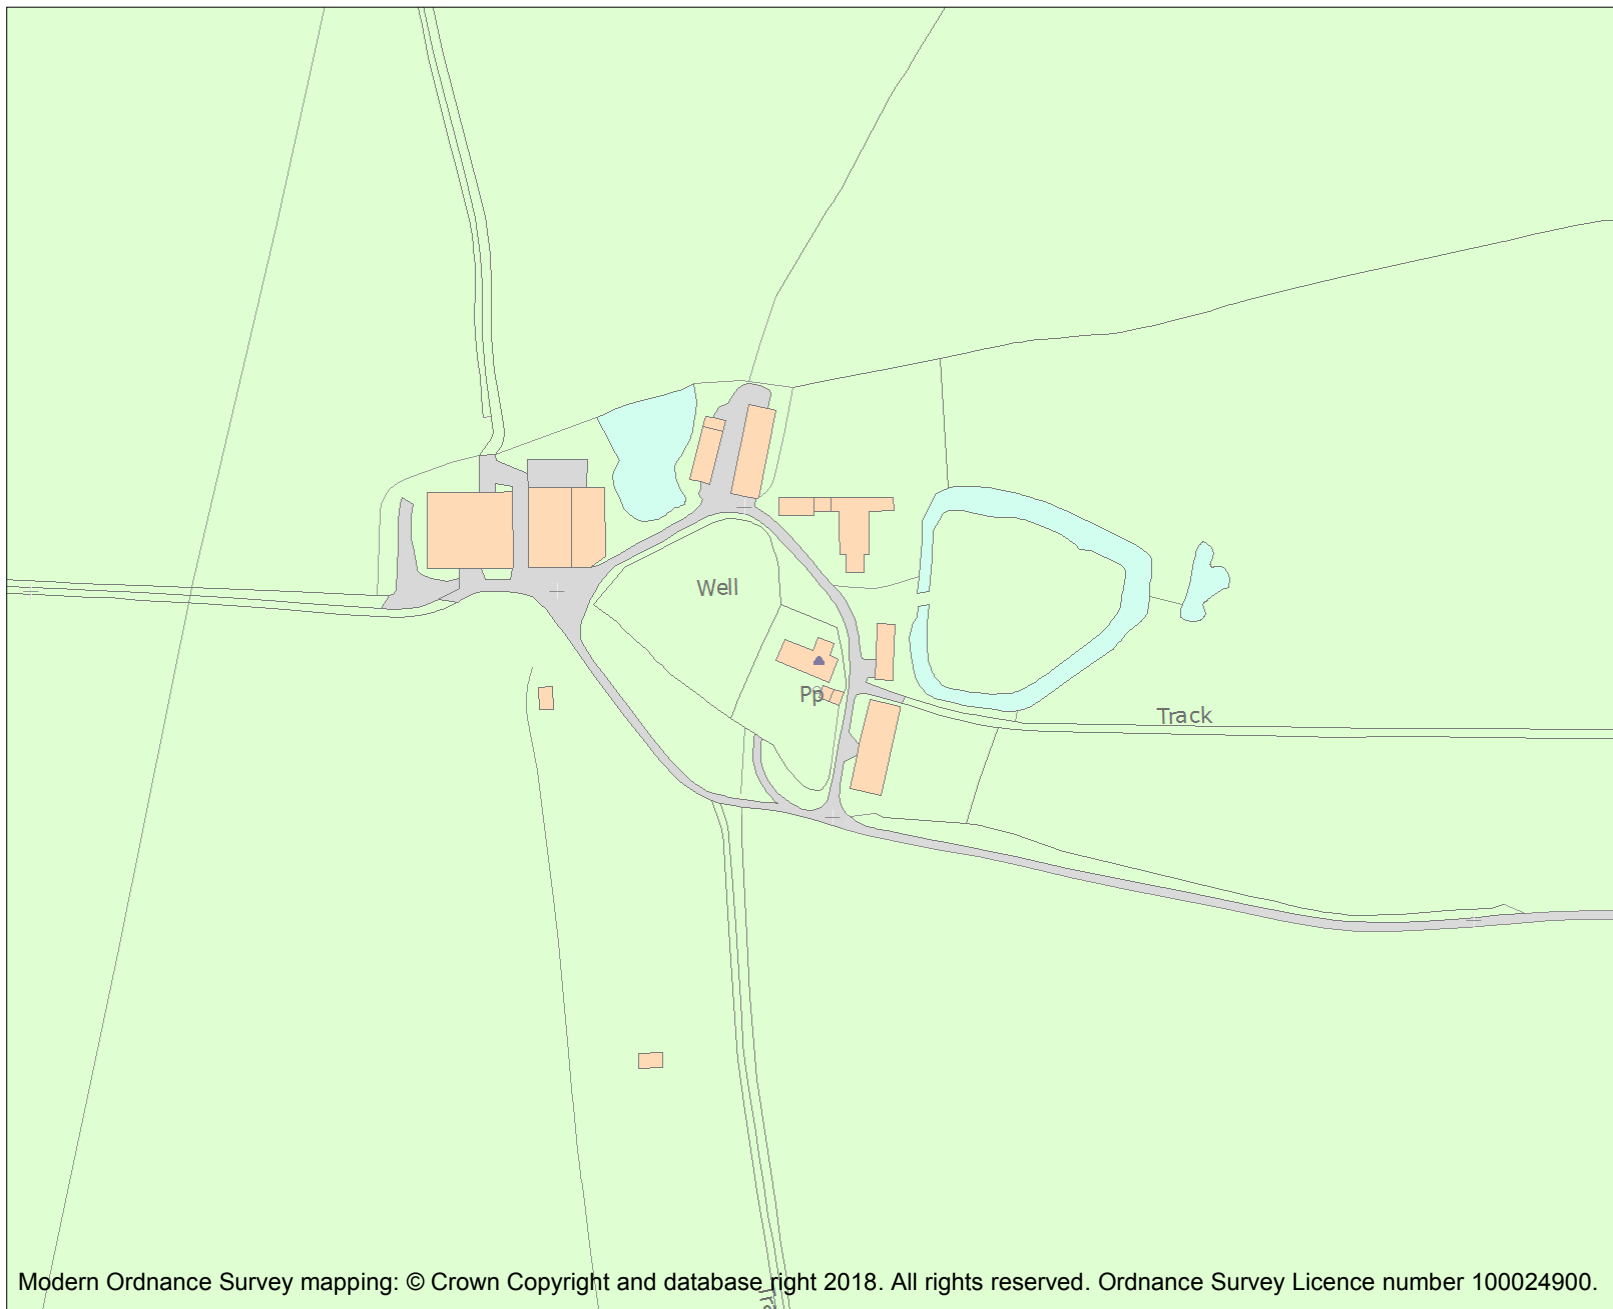 Well
Pp
Track
Modern Ordnance Survey mapping: © Crown Copyright and database right 2018. All rights reserved. Ordnance Survey Licence number 100024900.